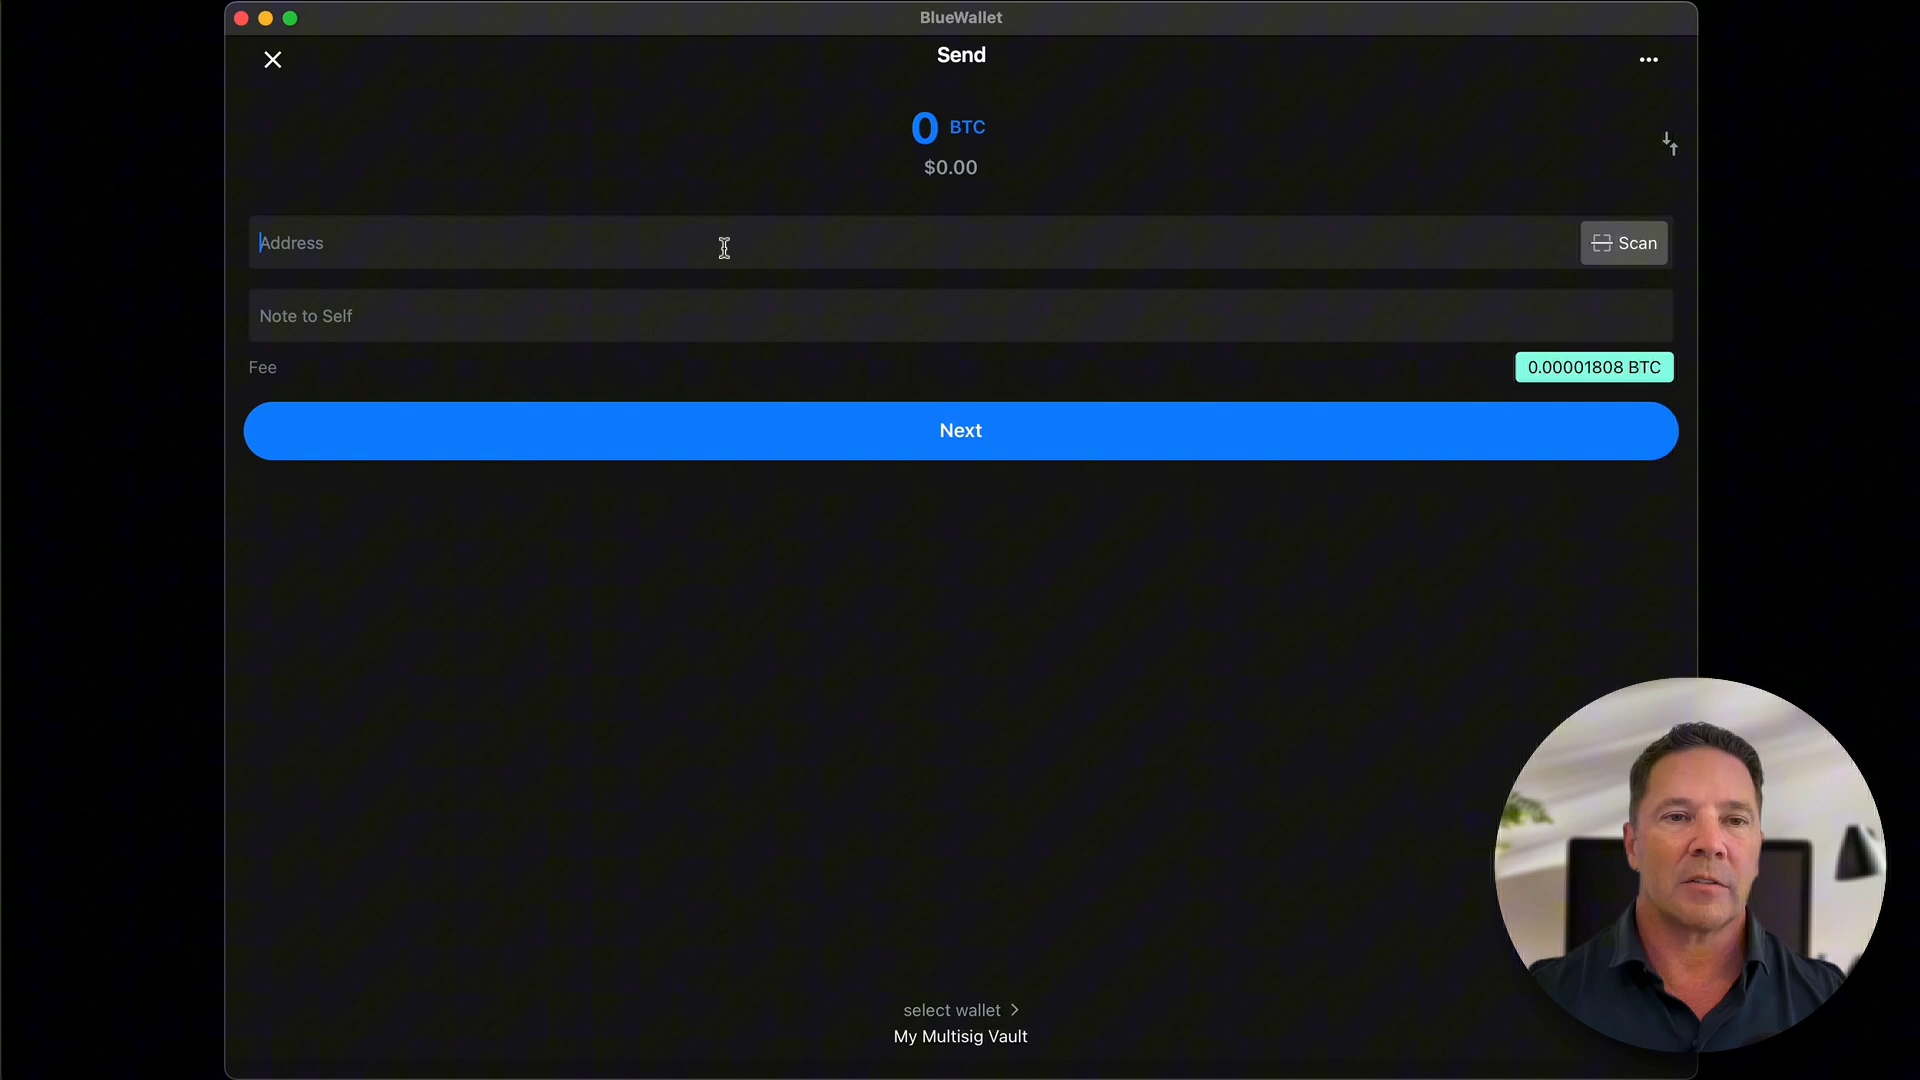 BlueWallet
Send
0 BTC
$0.00
Address
Scan
Note to Self
Fee
0.00001808 BTC
Next
select wallet
My Multisig Vault